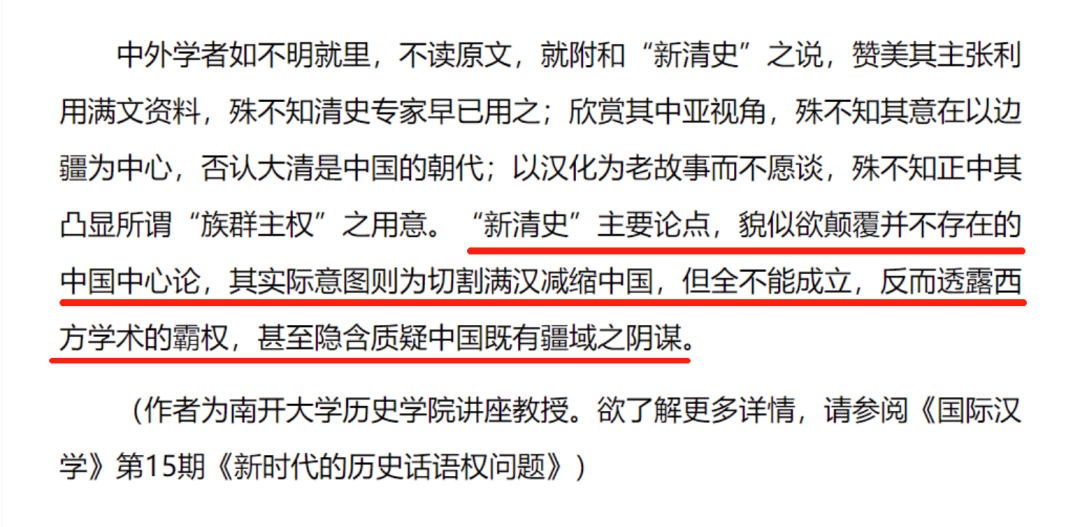 中外学者如不明就里，不读原文，就附和“新清史”之说，赞美其主张利
用满文资料，殊不知清史专家早已用之；欣赏其中亚视角，殊不知其意在以边
疆为中心，否认大清是中国的朝代；以汉化为老故事而不愿谈，殊不知正中其
凸显所谓“族群主权”之用意。“新清史”主要论点，貌似欲颠覆并不存在的
中国中心论，其实际意图则为切割满汉减缩中国，但全不能成立，反而透露西
方学术的霸权，甚至隐含质疑中国既有疆域之阴谋。
（作者为南开大学历史学院讲座教授。欲了解更多详情，请参阅《国际汉
学》第15期《新时代的历史话语权问题》）